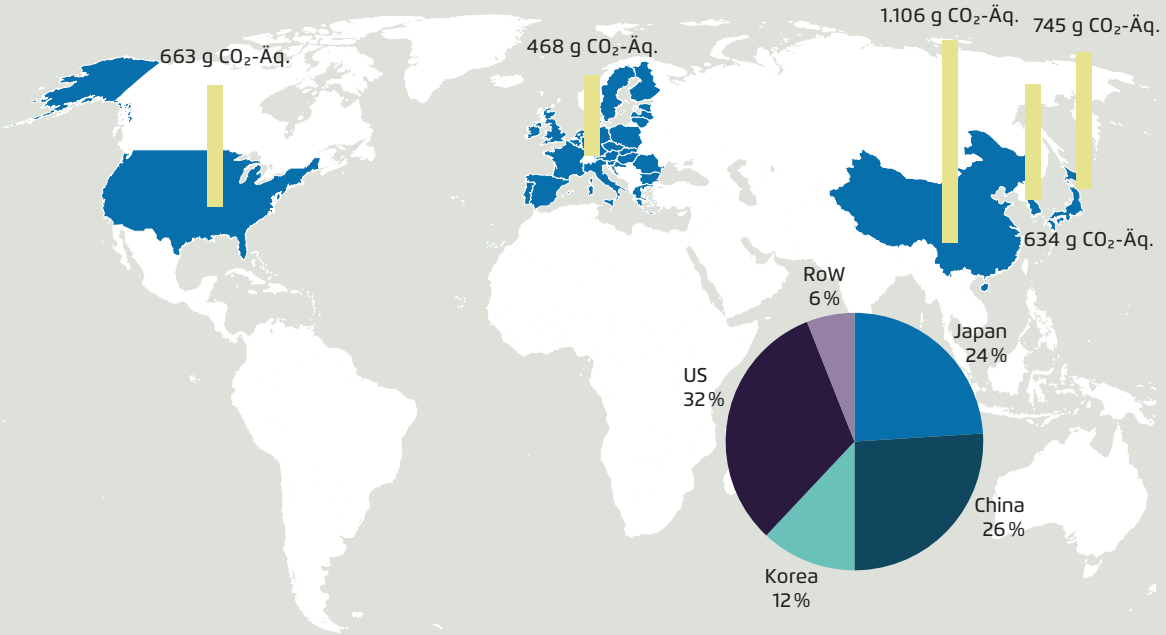 1.106 g CO₂-Äq.
745 g CO₂-Äq.
663 g CO₂-Äq.
468 g CO₂-Äq.
634 g CO₂-Äq.
RoW
6 %
Japan
24 %
US
32 %
China
26 %
Korea
12 %